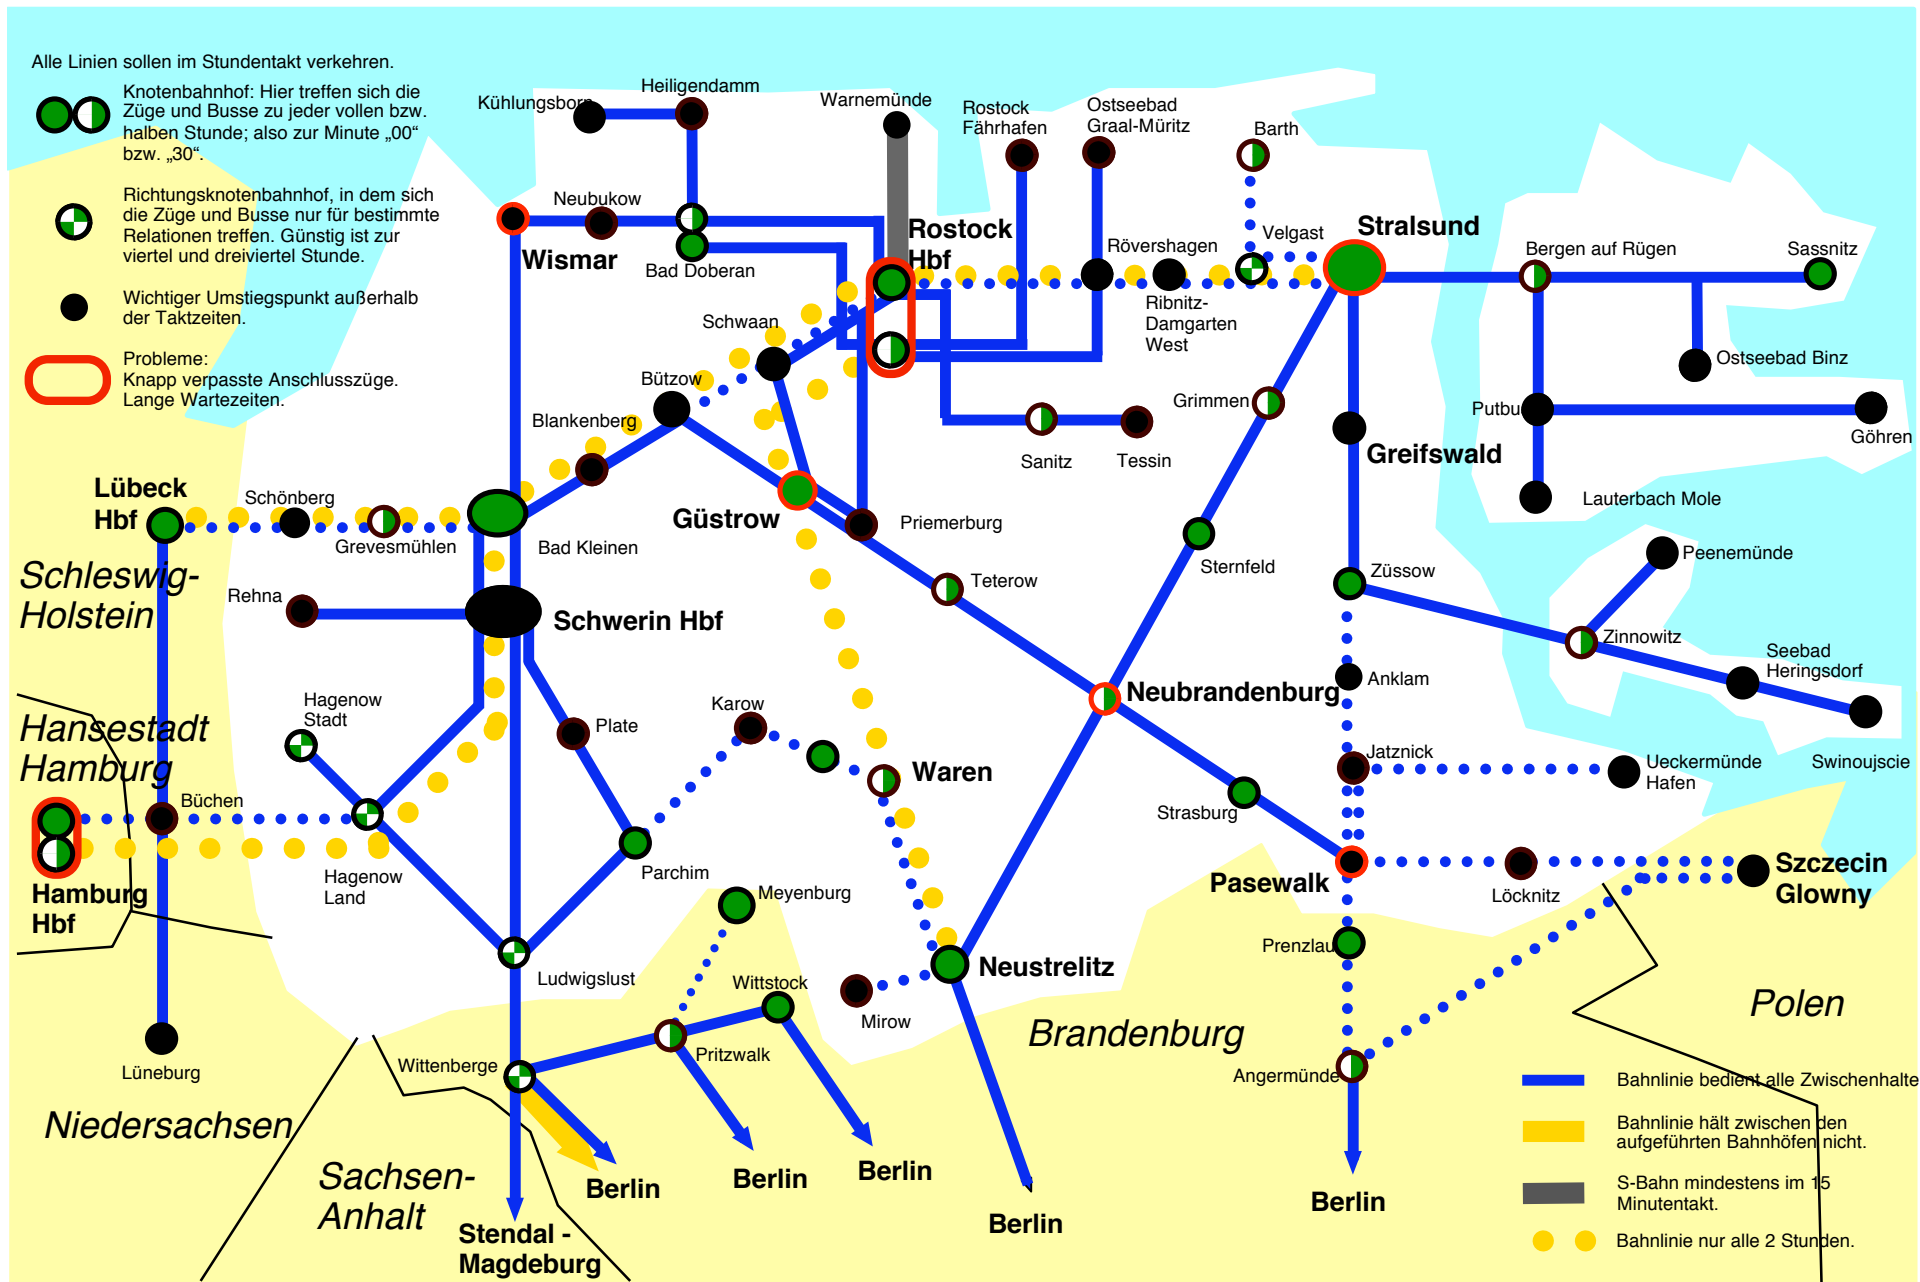 Alle Linien sollen im Stundentakt verkehren.
Knotenbahnhof: Hier treffen sich die
Züge und Busse zu jeder vollen bzw.
halben Stunde; also zur Minute „00“
bzw. „30“.
Richtungsknotenbahnhof, in dem sich
die Züge und Busse nur für bestimmte
Relationen treffen. Günstig ist zur
viertel und dreiviertel Stunde.
Wichtiger Umstiegspunkt außerhalb
der Taktzeiten.
Probleme:
Knapp verpasste Anschlusszüge.
Lange Wartezeiten.
Kühlungsborn
Heiligendamm
Warnemünde
Rostock
Fährhafen
Ostseebad
Graal-Müritz
Barth
Neubukow
Wismar
Bad Doberan
Rostock
Hbf
Rövershagen
Velgast
Stralsund
Bergen auf Rügen
Sassnitz
Ribnitz-
Damgarten
West
Schwaan
Bützow
Blankenberg
Grimmen
Ostseebad Binz
Putbu
Göhren
Greifswald
Sanitz
Tessin
Lauterbach Mole
Lübeck
Hbf
Schönberg
Grevesmühlen
Bad Kleinen
Güstrow
Priemerburg
Sternfeld
Züssow
Peenemünde
Schleswig-
Holstein
Rehna
Schwerin Hbf
Teterow
Zinnowitz
Seebad
Heringsdorf
Anklam
Neubrandenburg
Hansestadt
Hamburg
Hagenow
Stadt
Plate
Karow
Waren
Jatznick
Ueckermünde
Hafen
Swinoujscie
Büchen
Strasburg
Hagenow
Land
Parchim
Meyenburg
Pasewalk
Löcknitz
Szczecin
Glowny
Hamburg
Hbf
Prenzlau
Ludwigslust
Wittstock
Neustrelitz
Mirow
Brandenburg
Polen
Lüneburg
Wittenberge
Pritzwalk
Angermünde
Niedersachsen
Sachsen-
Anhalt
Berlin
Berlin
Berlin
Berlin
Berlin
Stendal -
Magdeburg
Bahnlinie bedient alle Zwischenhalte
Bahnlinie hält zwischen den
aufgeführten Bahnhöfen nicht.
S-Bahn mindestens im 15
Minutentakt.
Bahnlinie nur alle 2 Stunden.